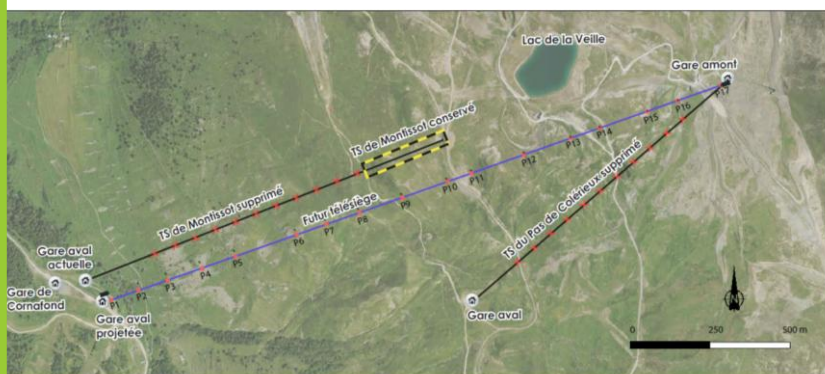 Lac de la Veille
Gare amont
P17
P16
P15
P14
P13
P12
P11
P10
P9
P8
P7
P6
P5
P4
P3
P2
P1
TS de Montissot conservé
TS de Montissot supprimé
Futur télésiège
TS du Pas de Colérieux supprimé
Gare aval
actuelle
Gare de
Cornafond
Gare aval
projetée
Gare aval
N
0 250 500 m